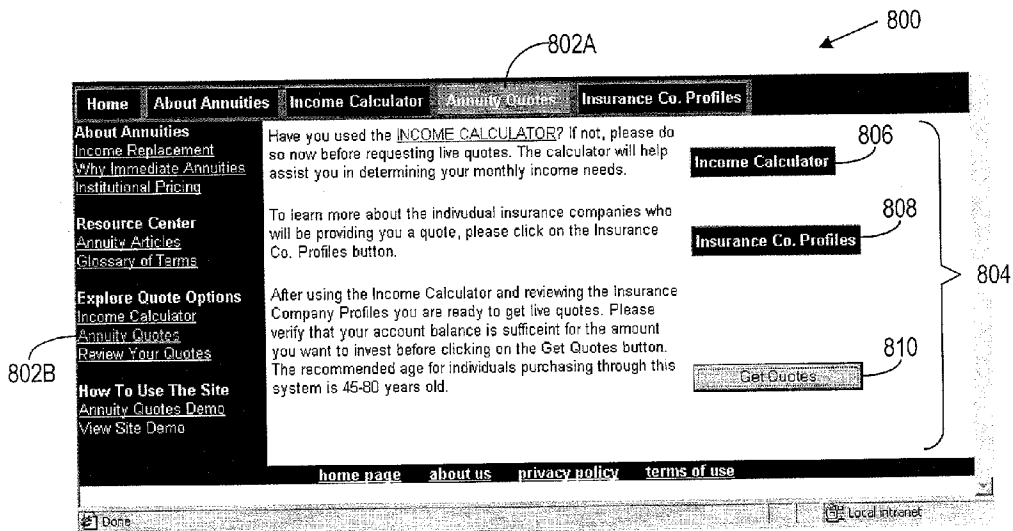 800
802A
Home About Annuities Income Calculator Annuity Quotes Insurance Co. Profiles
About Annuities
Income Replacement
Why Immediate Annuities
Institutional Pricing
Resource Center
Annuity Articles
Glossary of Terms
Explore Quote Options
Income Calculator
Annuity Quotes
Review Your Quotes
How To Use The Site
Annuity Quotes Demo
View Site Demo
802B
Have you used the INCOME CALCULATOR? If not, please do
so now before requesting live quotes. The calculator will help
assist you in determining your monthly income needs.
Income Calculator
806
To learn more about the indivudual insurance companies who
will be providing you a quote, please click on the Insurance
Co. Profiles button.
Insurance Co. Profiles
808
804
After using the Income Calculator and reviewing the Insurance
Company Profiles you are ready to get live quotes. Please
verify that your account balance is sufficeint for the amount
you want to invest before clicking on the Get Quotes button.
The recommended age for individuals purchasing through this
system is 45-80 years old.
Get Quotes
810
home page about us privacy policy terms of use
Done
Local intranet